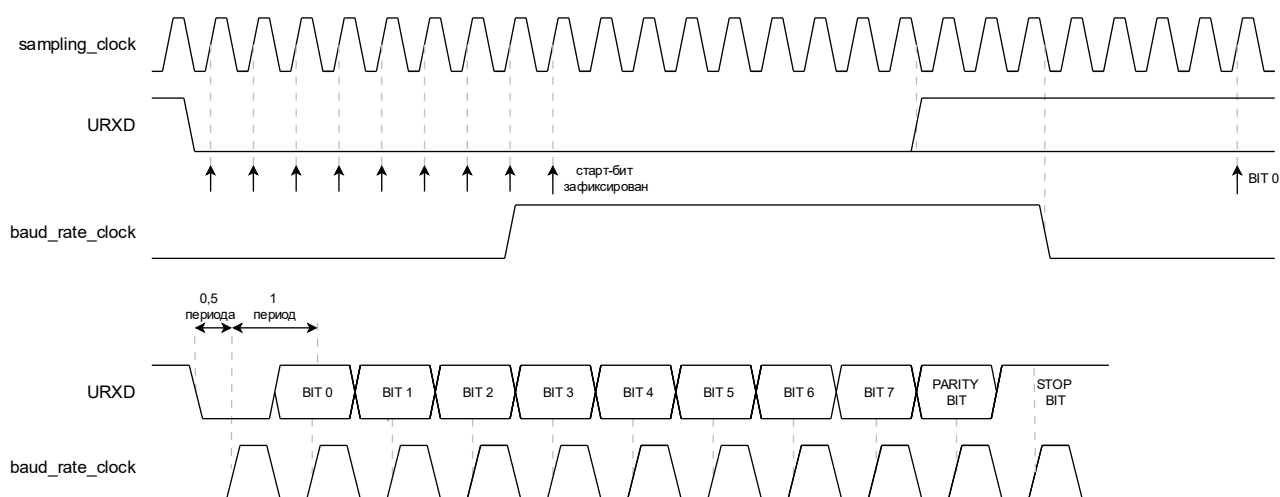 sampling_clock
URXD
старт-бит
зафиксирован
BIT 0
baud_rate_clock
0,5
периода
1
период
URXD
BIT 0
BIT 1
BIT 2
BIT 3
BIT 4
BIT 5
BIT 6
BIT 7
PARITY
BIT
STOP
BIT
baud_rate_clock